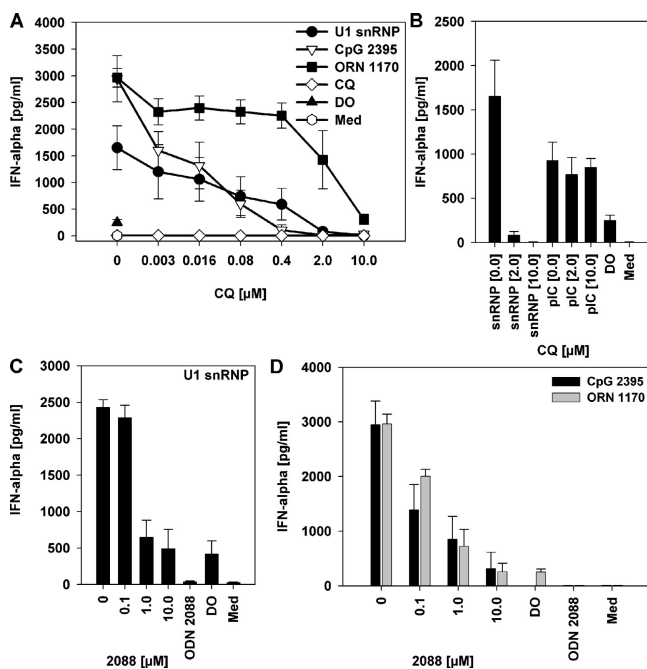 A
IFN-alpha [pg/ml]
4000
3500
3000
2500
2000
1500
1000
500
0
U1 snRNP
CpG 2395
ORN 1170
CQ
DO
Med
0 0.003 0.016 0.08 0.4 2.0 10.0
CQ [µM]
B
IFN-alpha [pg/ml]
2500
2000
1500
1000
500
0
snRNP [0.0]
snRNP [2.0]
snRNP [10.0]
pIC [0.0]
pIC [2.0]
pIC [10.0]
DO
Med
CQ [µM]
C
U1 snRNP
IFN-alpha [pg/ml]
3000
2500
2000
1500
1000
500
0
0
0.1
1.0
10.0
ODN 2088
DO
Med
2088 [µM]
D
CpG 2395
ORN 1170
IFN-alpha [pg/ml]
4000
3000
2000
1000
0
0
0.1
1.0
10.0
DO
ODN 2088
Med
2088 [µM]